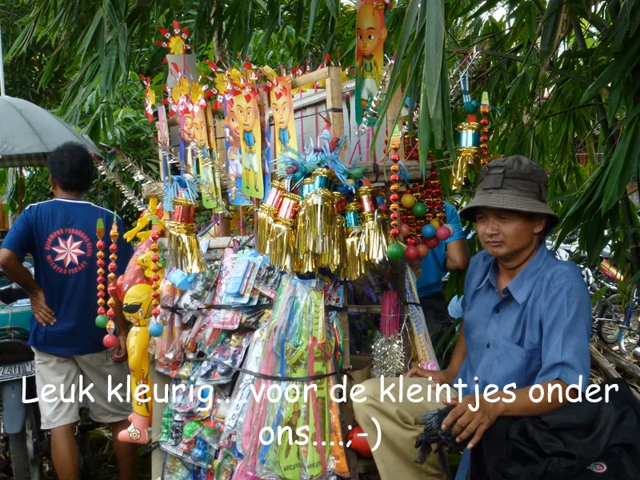 Leuk kleurig....voor de kleintjes onder
ons....;-)